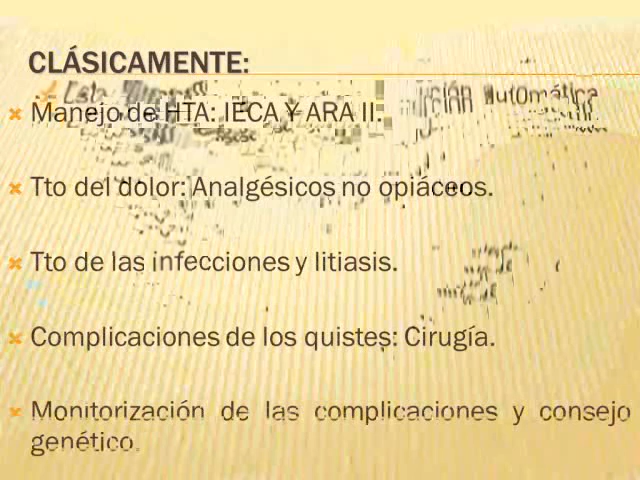 CLÁSICAMENTE:
Manejo de HTA: IECA Y ARA II.
automática
Tto del dolor: Analgésicos no opiáceos.
Tto de las infecciones y litiasis.
Complicaciones de los quistes: Cirugía.
Monitorización de las complicaciones y consejo
genético.